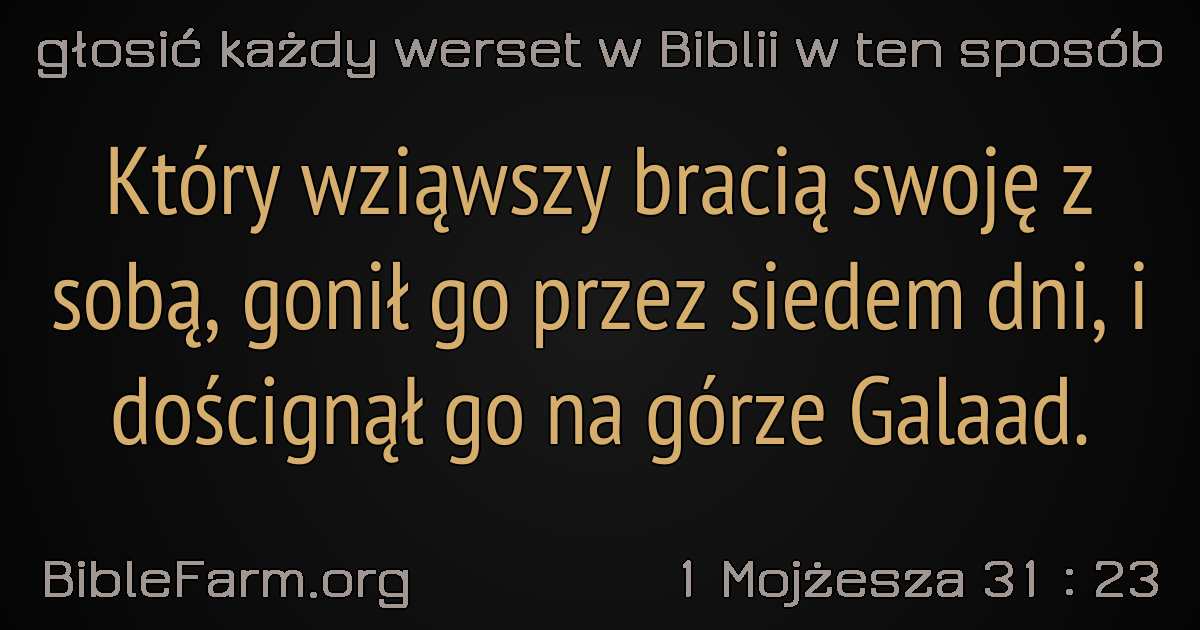 głosić każdy werset w Biblii w ten sposób
Który wziąwszy bracią swoję z
sobą, gonił go przez siedem dni, i
doścignął go na górze Galaad.
BibleFarm.org
1 Mojżesza 31 : 23